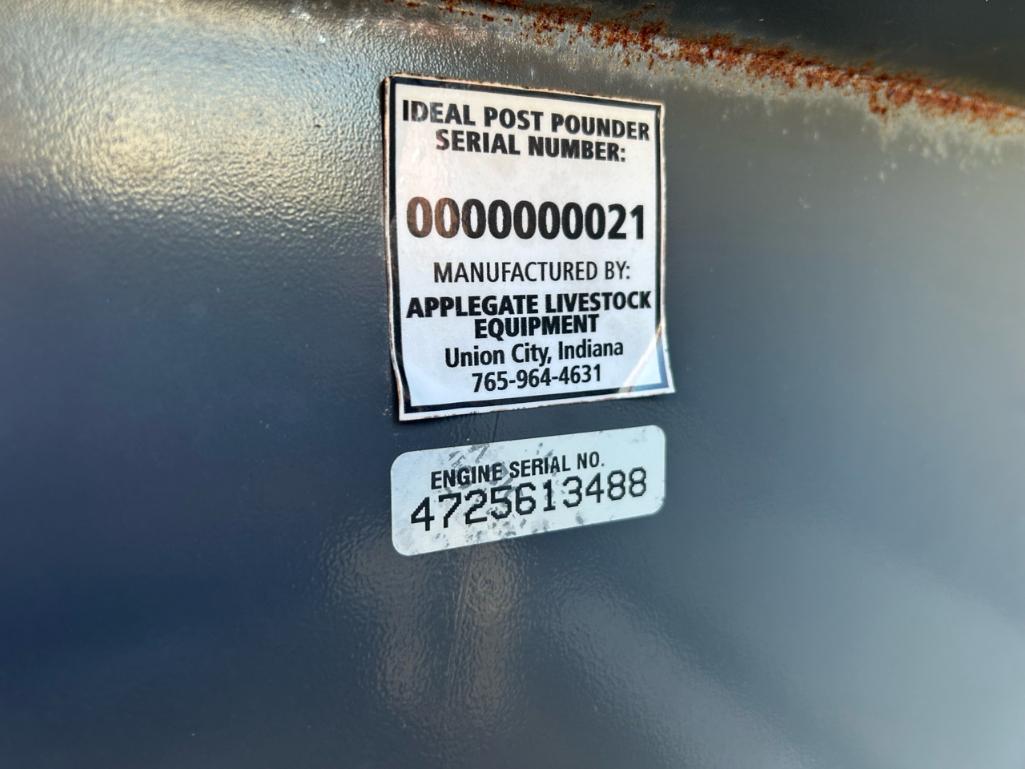 IDEAL POST POUNDER
SERIAL NUMBER:
0000000021
MANUFACTURED BY:
APPLEGATE LIVESTOCK
EQUIPMENT
Union City, Indiana
765-964-4631
ENGINE SERIAL NO.
4725613488